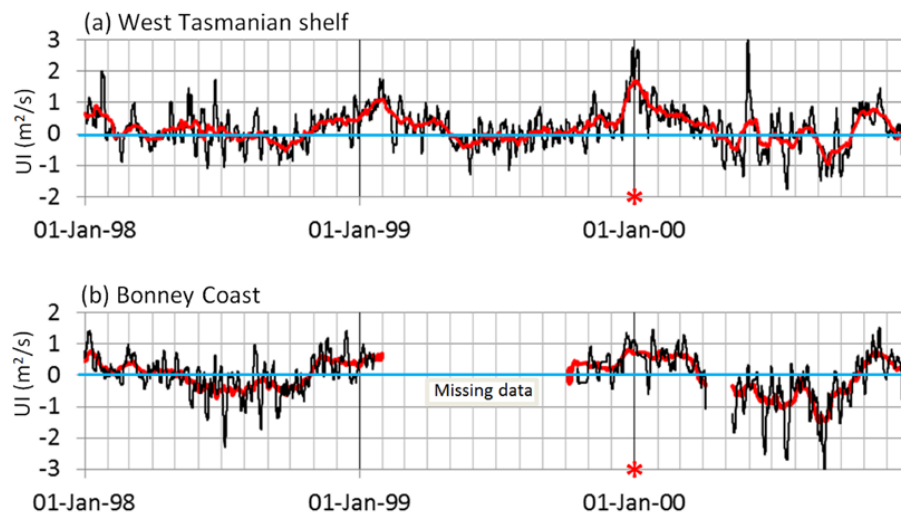 (a) West Tasmanian shelf
3
2
1
0
-1
-2
UI (m²/s)
01-Jan-98 01-Jan-99 01-Jan-00
*
(b) Bonney Coast
2
1
0
-1
-2
-3
UI (m²/s)
Missing data
*
01-Jan-98 01-Jan-99 01-Jan-00